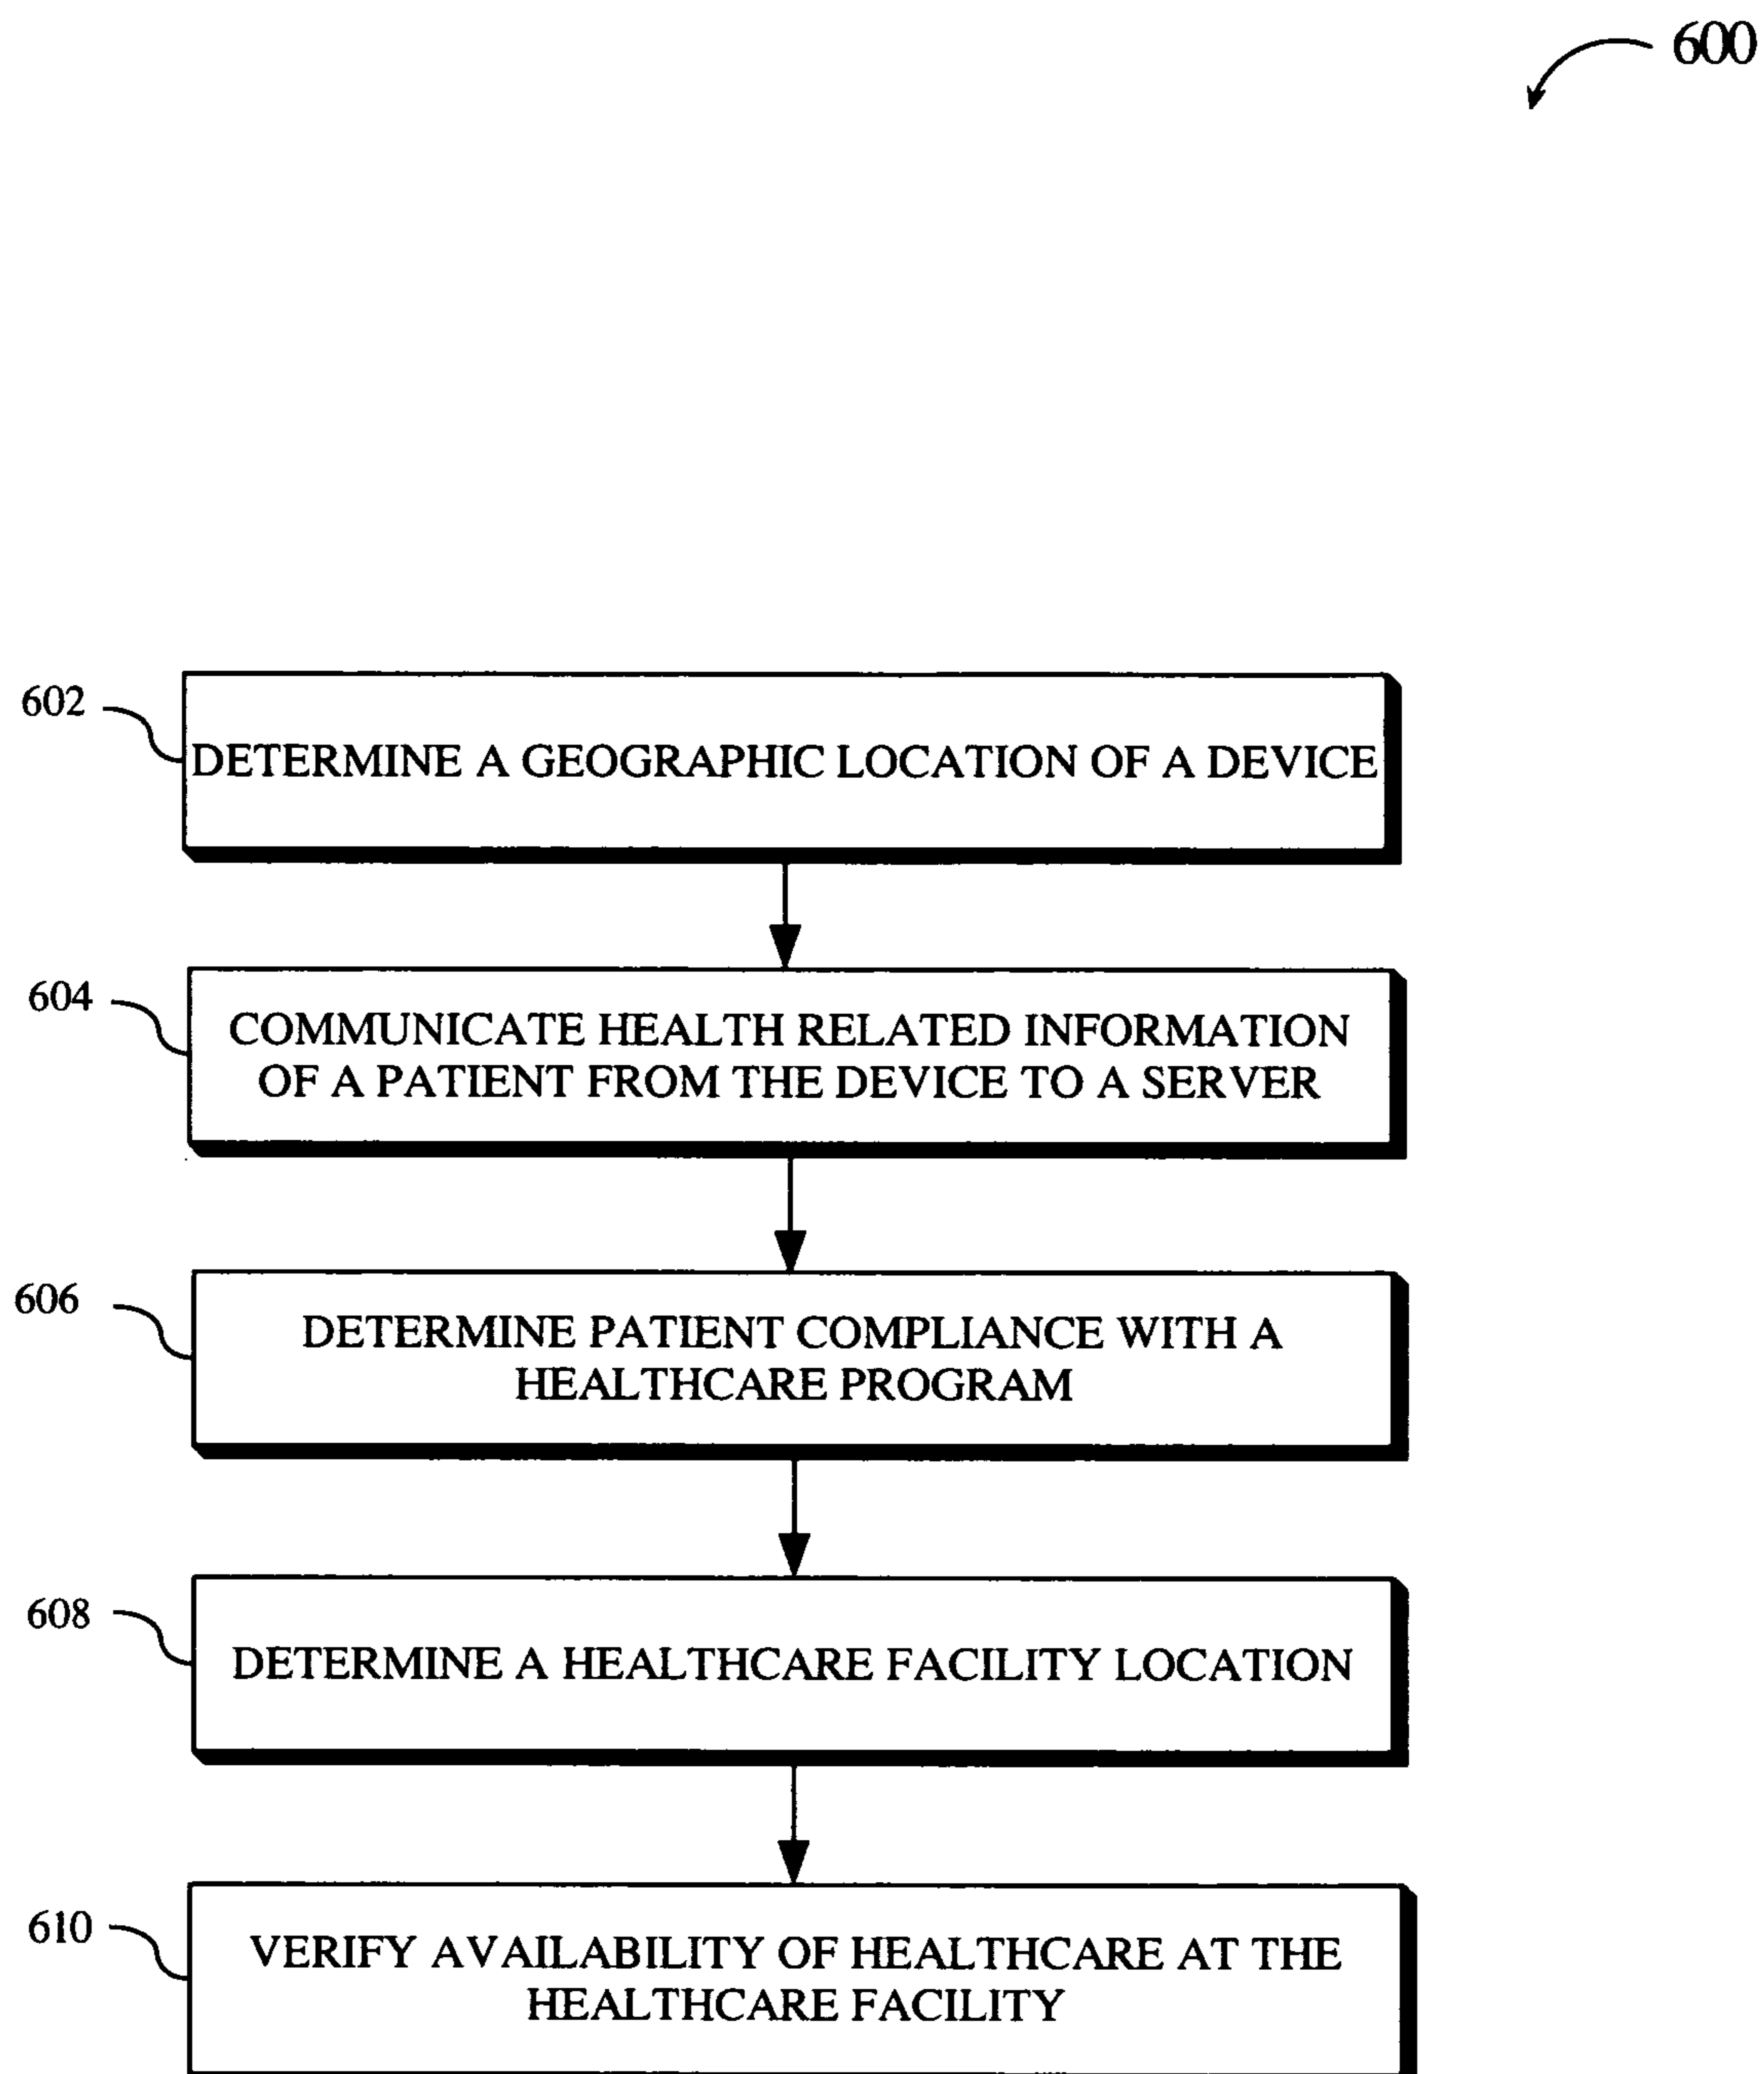 600
602
DETERMINE A GEOGRAPHIC LOCATION OF A DEVICE
604
COMMUNICATE HEALTH RELATED INFORMATION
OF A PATIENT FROM THE DEVICE TO A SERVER
606
DETERMINE PATIENT COMPLIANCE WITH A
HEALTHCARE PROGRAM
608
DETERMINE A HEALTHCARE FACILITY LOCATION
610
VERIFY AVAILABILITY OF HEALTHCARE AT THE
HEALTHCARE FACILITY